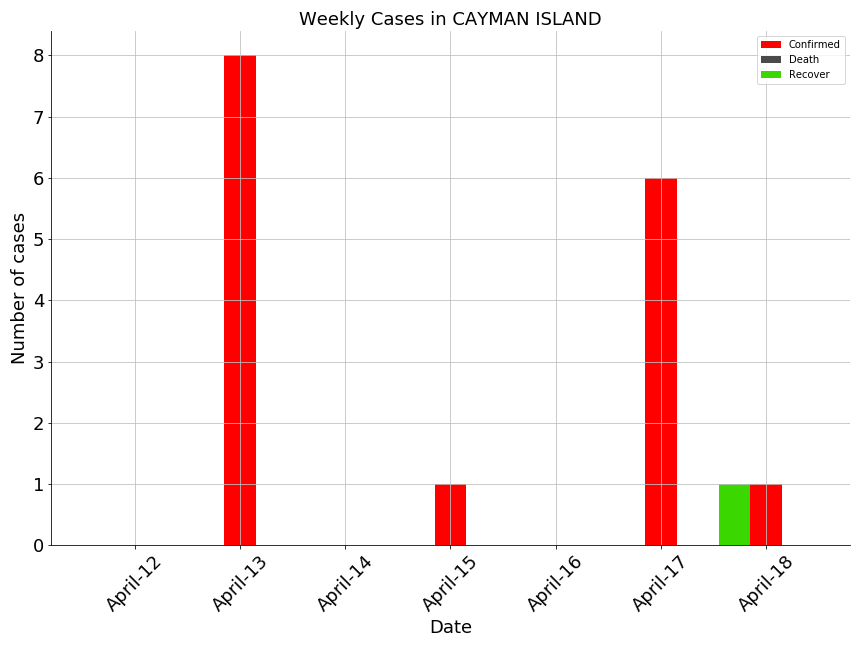 Weekly Cases in CAYMAN ISLAND
Confirmed
Death
Recover
Number of cases
8
7
6
5
4
3
2
1
0
April-12
April-13
April-14
April-15
April-16
April-17
April-18
Date